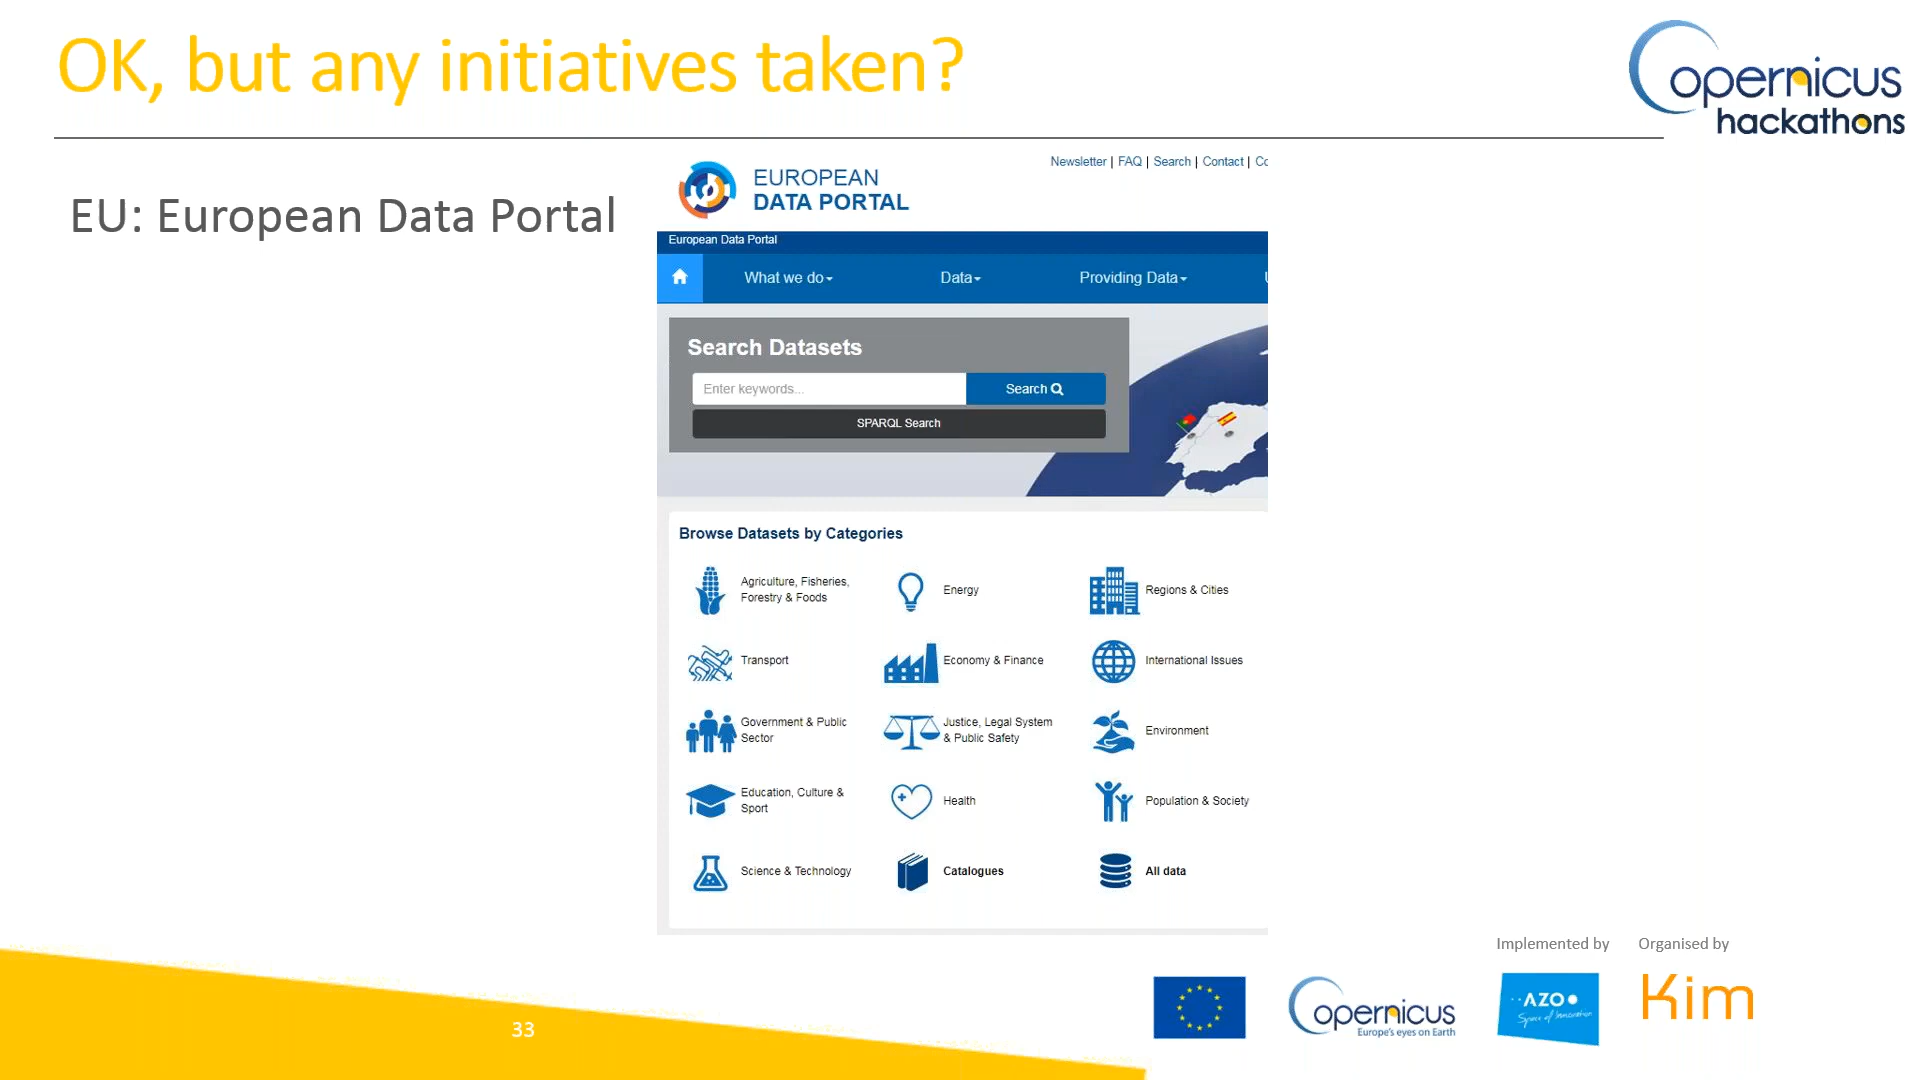 OK, but any initiatives taken?
Copernicus
hackathons
EU: European Data Portal
EUROPEAN
DATA PORTAL
Newsletter | FAQ | Search | Contact |
European Data Portal
What we do
Data
Providing Data
Search Datasets
Enter keywords...
Search
SPARQL Search
Browse Datasets by Categories
Agriculture, Fisheries,
Forestry & Foods
Energy
Regions & Cities
Transport
Economy & Finance
International Issues
Government & Public
Sector
Justice, Legal System
& Public Safety
Environment
Education, Culture &
Sport
Health
Population & Society
Science & Technology
Catalogues
All data
Implemented by
Organised by
Copernicus
Europe's eyes on Earth
AZO
Space of Innovation
Kim
33